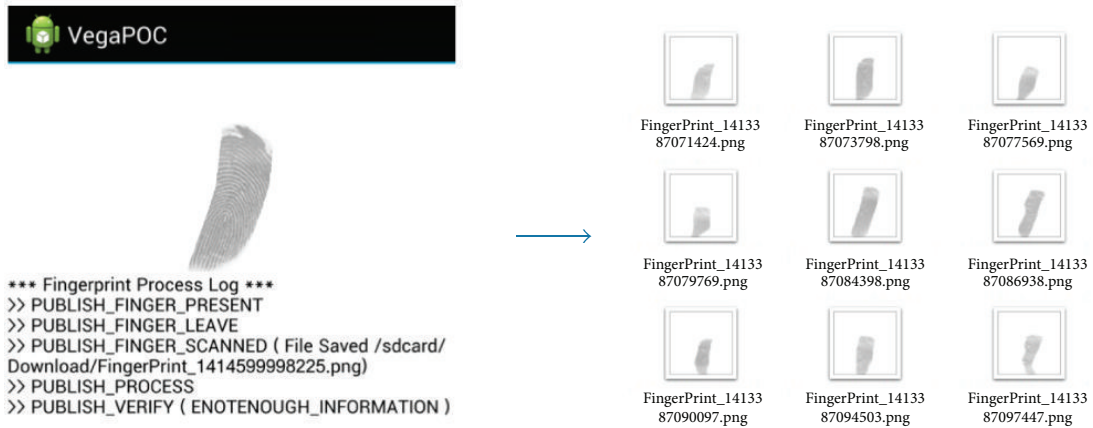 VegaPOC
*** Fingerprint Process Log ***
>> PUBLISH_FINGER_PRESENT
>> PUBLISH_FINGER_LEAVE
>> PUBLISH_FINGER_SCANNED ( File Saved /sdcard/
Download/FingerPrint_1414599998225.png)
>> PUBLISH_PROCESS
>> PUBLISH_VERIFY ( ENOTENOUGH_INFORMATION )
FingerPrint_14133
87071424.png
FingerPrint_14133
87073798.png
FingerPrint_14133
87077569.png
FingerPrint_14133
87079769.png
FingerPrint_14133
87084398.png
FingerPrint_14133
87086938.png
FingerPrint_14133
87090097.png
FingerPrint_14133
87094503.png
FingerPrint_14133
87097447.png